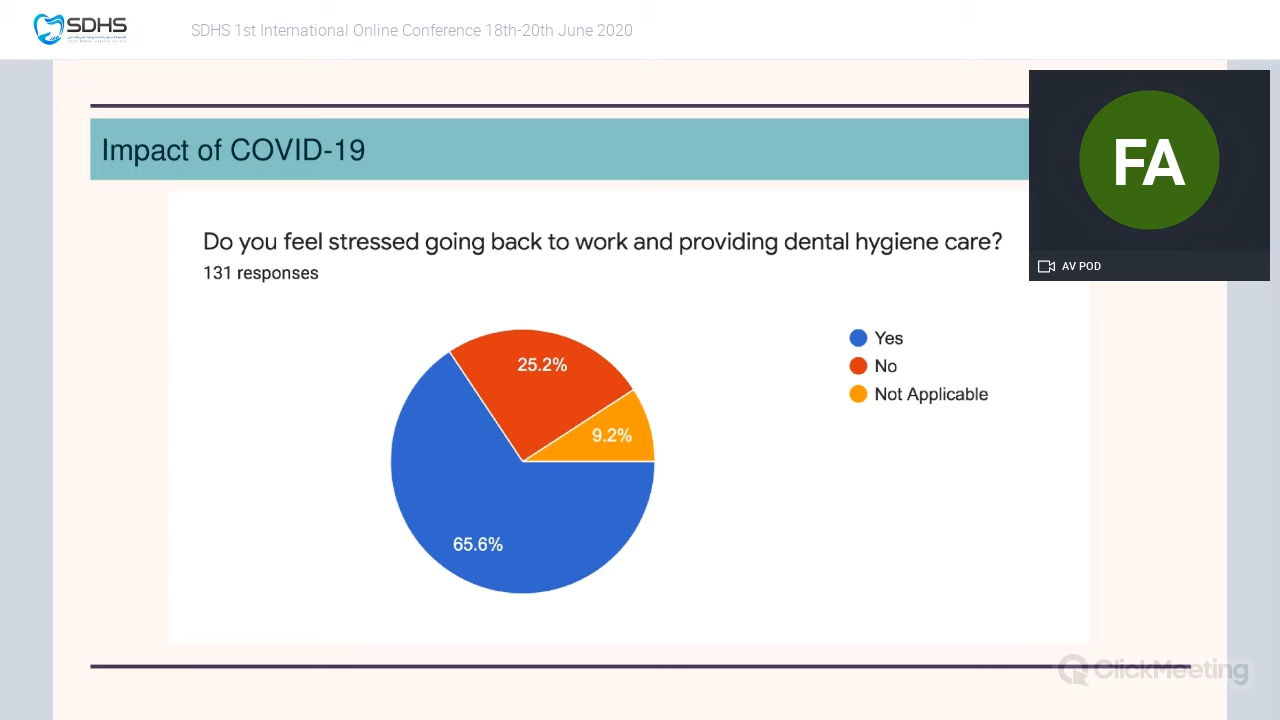 SDHS
SDHS 1st International Online Conference 18th-20th June 2020
Impact of COVID-19
FA
AV POD
Do you feel stressed going back to work and providing dental hygiene care?
131 responses
Yes
No
Not Applicable
25.2%
9.2%
65.6%
ClickMeeting